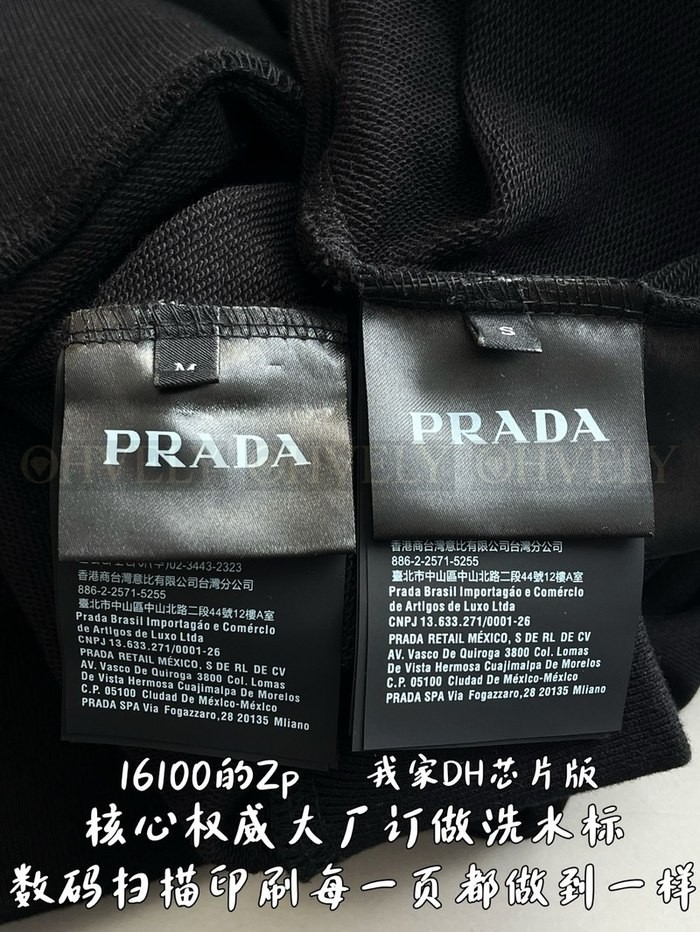 M
PRADA
S
PRADA
OHVELY OHVELY OHVELY
/02-3443-2323
香港商台灣意比有限公司台灣分公司
886-2-2571-5255
臺北市中山區中山北路二段44號12樓A室
Prada Brasil Importagáo e Comércio
de Artigos de Luxo Ltda
CNPJ 13.633.271/0001-26
PRADA RETAIL MÉXICO, S DE RL DE CV
AV. Vasco De Quiroga 3800 Col. Lomas
De Vista Hermosa Cuajimalpa De Morelos
C.P. 05100 Cludad De México-México
PRADA SPA Via Fogazzaro,28 20135 Mliano
香港商台灣意比有限公司台灣分公司
886-2-2571-5255
臺北市中山區中山北路二段44號12樓A室
Prada Brasil Importagáo e Comércio
de Artigos de Luxo Ltda
CNPJ 13.633.271/0001-26
PRADA RETAIL MÉXICO, S DE RL DE CV
AV. Vasco De Quiroga 3800 Col. Lomas
De Vista Hermosa Cuajimalpa De Morelos
C.P. 05100 Cludad De México-México
PRADA SPA Via Fogazzaro,28 20135 Mliano
16100的Zp 我家DH芯片版
核心权威大厂订做洗水标
数码扫描印刷每一页都做到一样